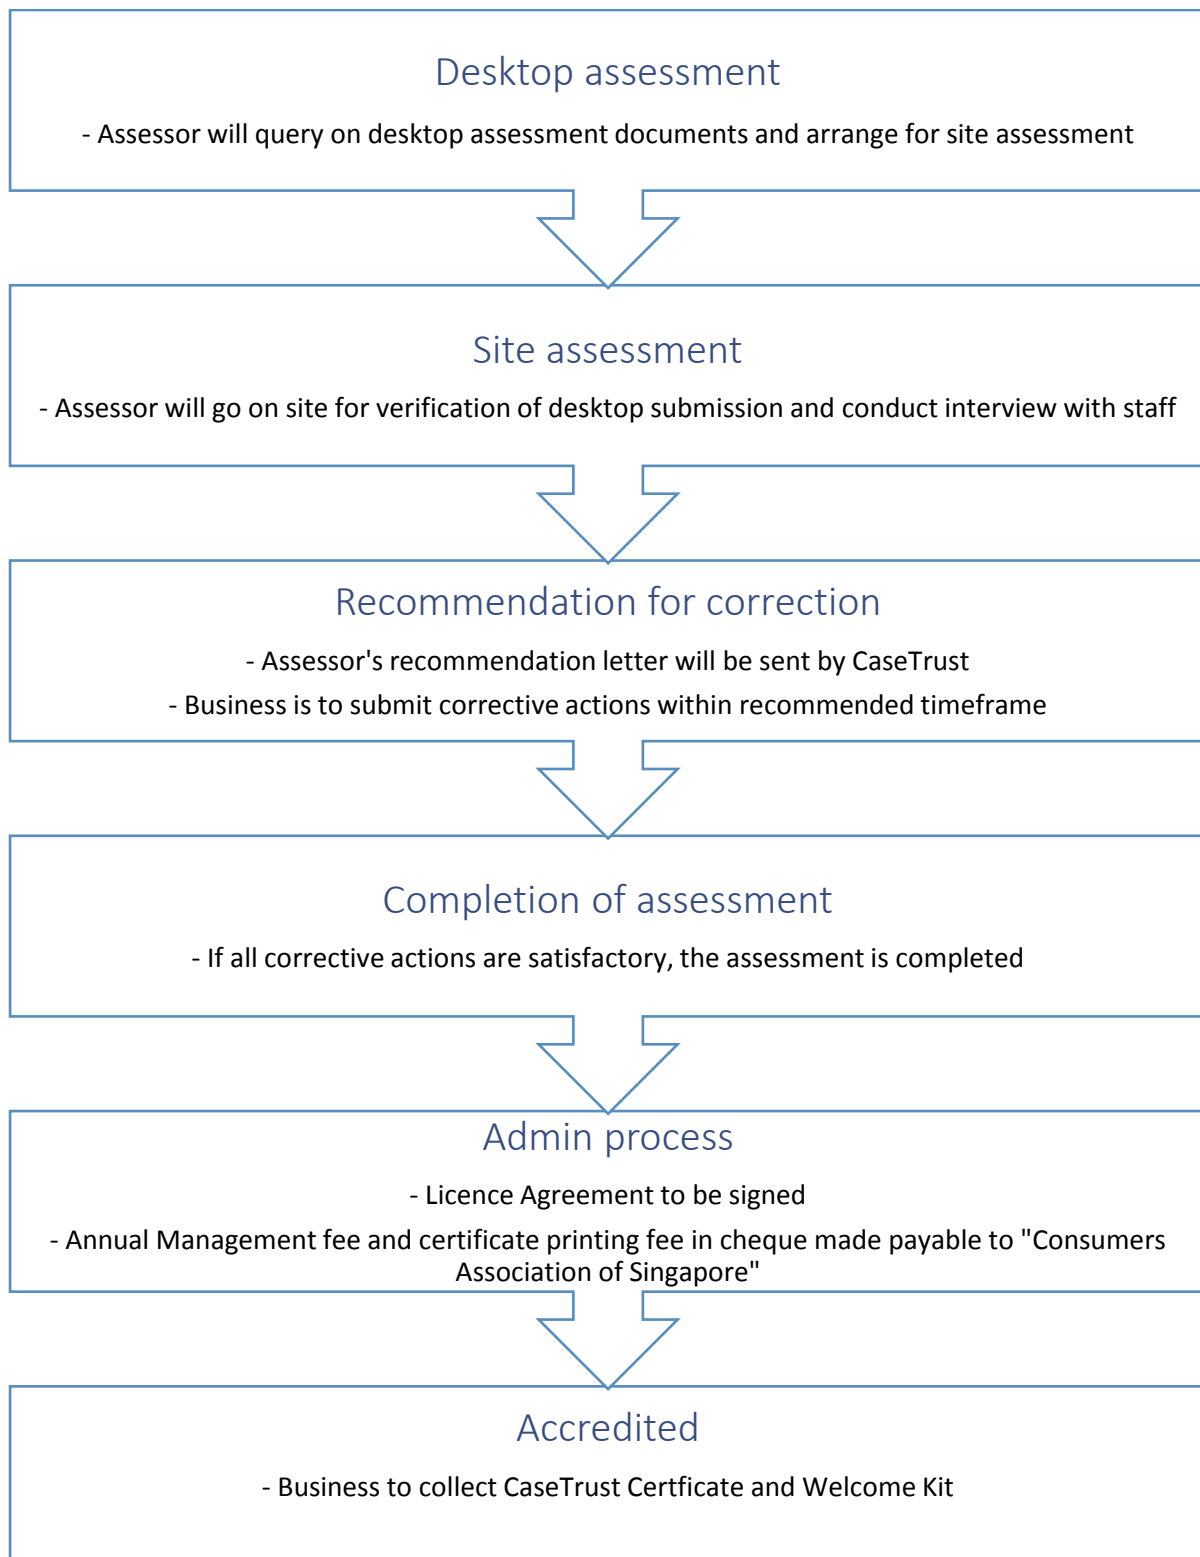 Desktop assessment
- Assessor will query on desktop assessment documents and arrange for site assessment
Site assessment
- Assessor will go on site for verification of desktop submission and conduct interview with staff
Recommendation for correction
- Assessor's recommendation letter will be sent by CaseTrust
- Business is to submit corrective actions within recommended timeframe
Completion of assessment
- If all corrective actions are satisfactory, the assessment is completed
Admin process
- Licence Agreement to be signed
- Annual Management fee and certificate printing fee in cheque made payable to "Consumers
Association of Singapore"
Accredited
- Business to collect CaseTrust Certficate and Welcome Kit